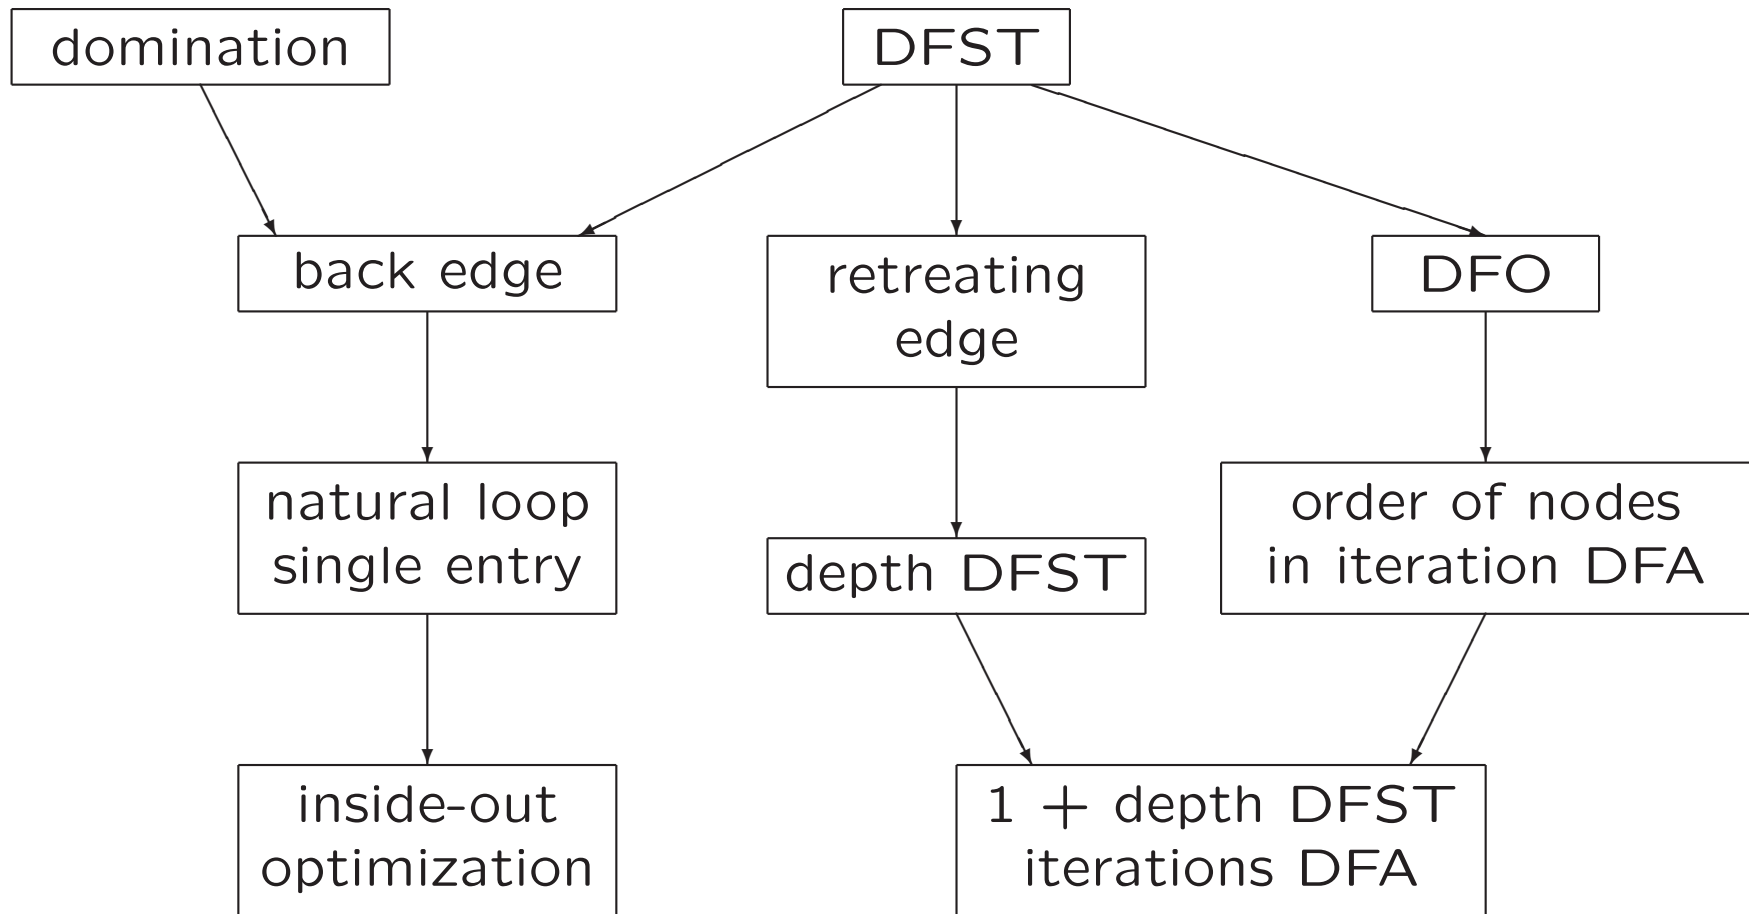 domination
DFST
back edge
retreating
edge
DFO
natural loop
single entry
depth DFST
order of nodes
in iteration DFA
inside-out
optimization
1 + depth DFST
iterations DFA